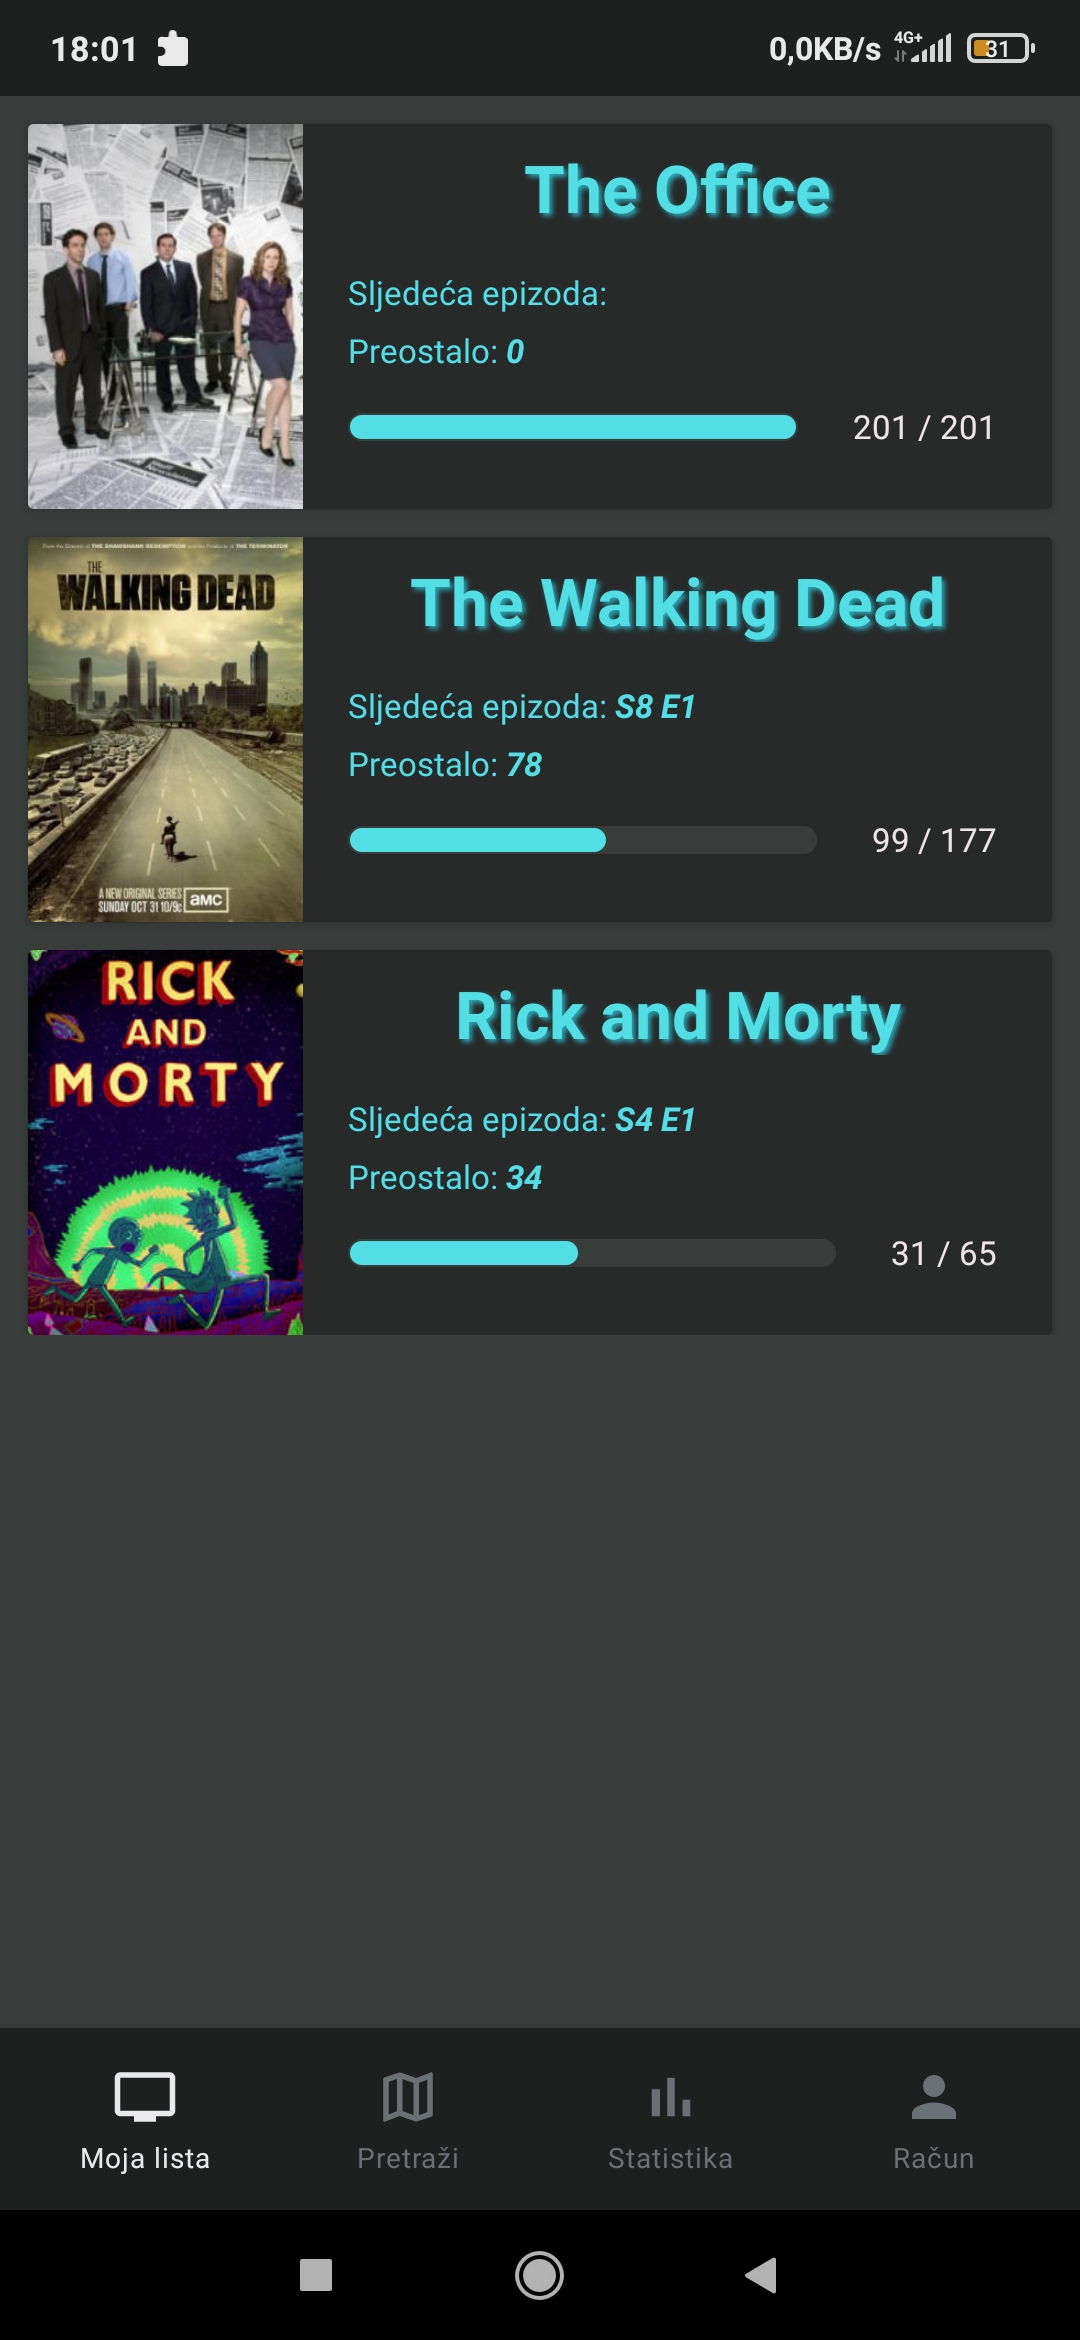 18:01 0,0KB/s 4G+ 31
The Office
Sljedeća epizoda:
Preostalo: 0
201 / 201
THE
WALKING DEAD
A NEW ORIGINAL SERIES
SUNDAY OCT 31 10/9c aMC
The Walking Dead
Sljedeća epizoda: S8 E1
Preostalo: 78
99 / 177
RICK
AND
MORTY
Rick and Morty
Sljedeća epizoda: S4 E1
Preostalo: 34
31 / 65
Moja lista
Pretraži
Statistika
Račun